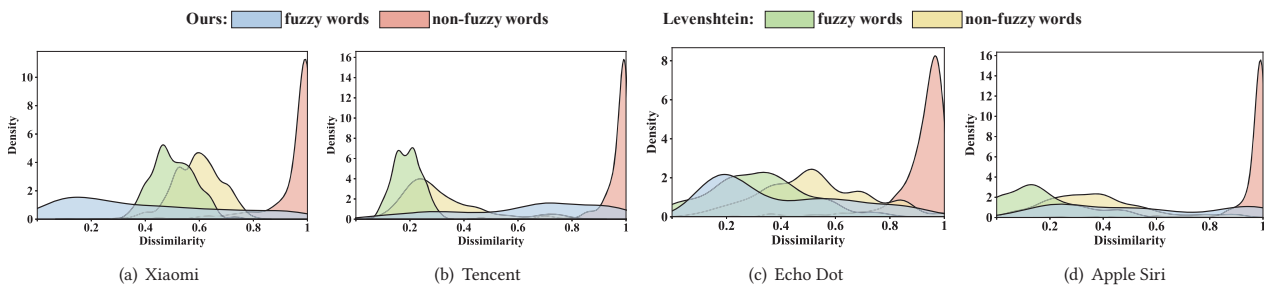 Ours: fuzzy words non-fuzzy words Levenshtein: fuzzy words non-fuzzy words
Density
10
8
6
4
2
0
0.2 0.4 0.6 0.8 1
Dissimilarity
(a) Xiaomi
Density
16
14
12
10
8
6
4
2
0
0.2 0.4 0.6 0.8 1
Dissimilarity
(b) Tencent
Density
8
6
4
2
0
0.2 0.4 0.6 0.8 1
Dissimilarity
(c) Echo Dot
Density
16
14
12
10
8
6
4
2
0
0.2 0.4 0.6 0.8 1
Dissimilarity
(d) Apple Siri